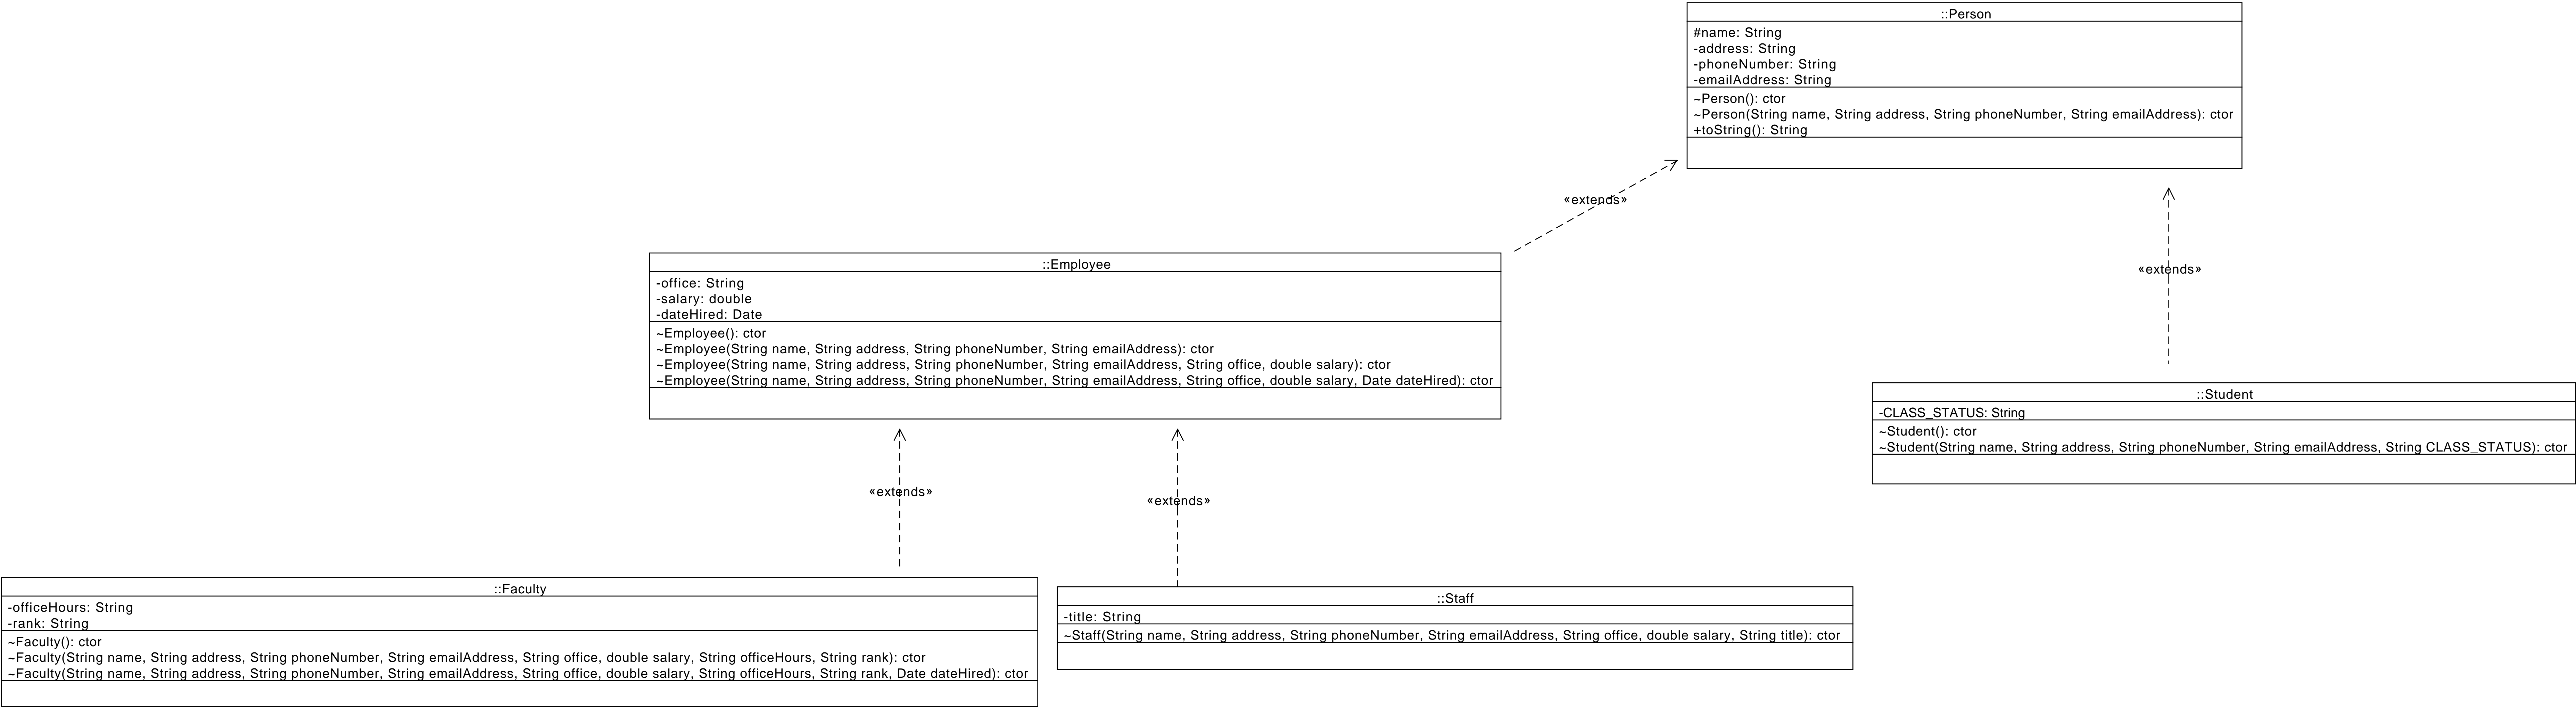 ::Person
#name: String
-address: String
-phoneNumber: String
-emailAddress: String
~Person(): ctor
~Person(String name, String address, String phoneNumber, String emailAddress): ctor
+toString(): String
«extends»
«extends»
::Employee
-office: String
-salary: double
-dateHired: Date
~Employee(): ctor
~Employee(String name, String address, String phoneNumber, String emailAddress): ctor
~Employee(String name, String address, String phoneNumber, String emailAddress, String office, double salary): ctor
~Employee(String name, String address, String phoneNumber, String emailAddress, String office, double salary, Date dateHired): ctor
::Student
-CLASS_STATUS: String
~Student(): ctor
~Student(String name, String address, String phoneNumber, String emailAddress, String CLASS_STATUS): ctor
«extends»
«extends»
::Faculty
-officeHours: String
-rank: String
~Faculty(): ctor
~Faculty(String name, String address, String phoneNumber, String emailAddress, String office, double salary, String officeHours, String rank): ctor
~Faculty(String name, String address, String phoneNumber, String emailAddress, String office, double salary, String officeHours, String rank, Date dateHired): ctor
::Staff
-title: String
~Staff(String name, String address, String phoneNumber, String emailAddress, String office, double salary, String title): ctor